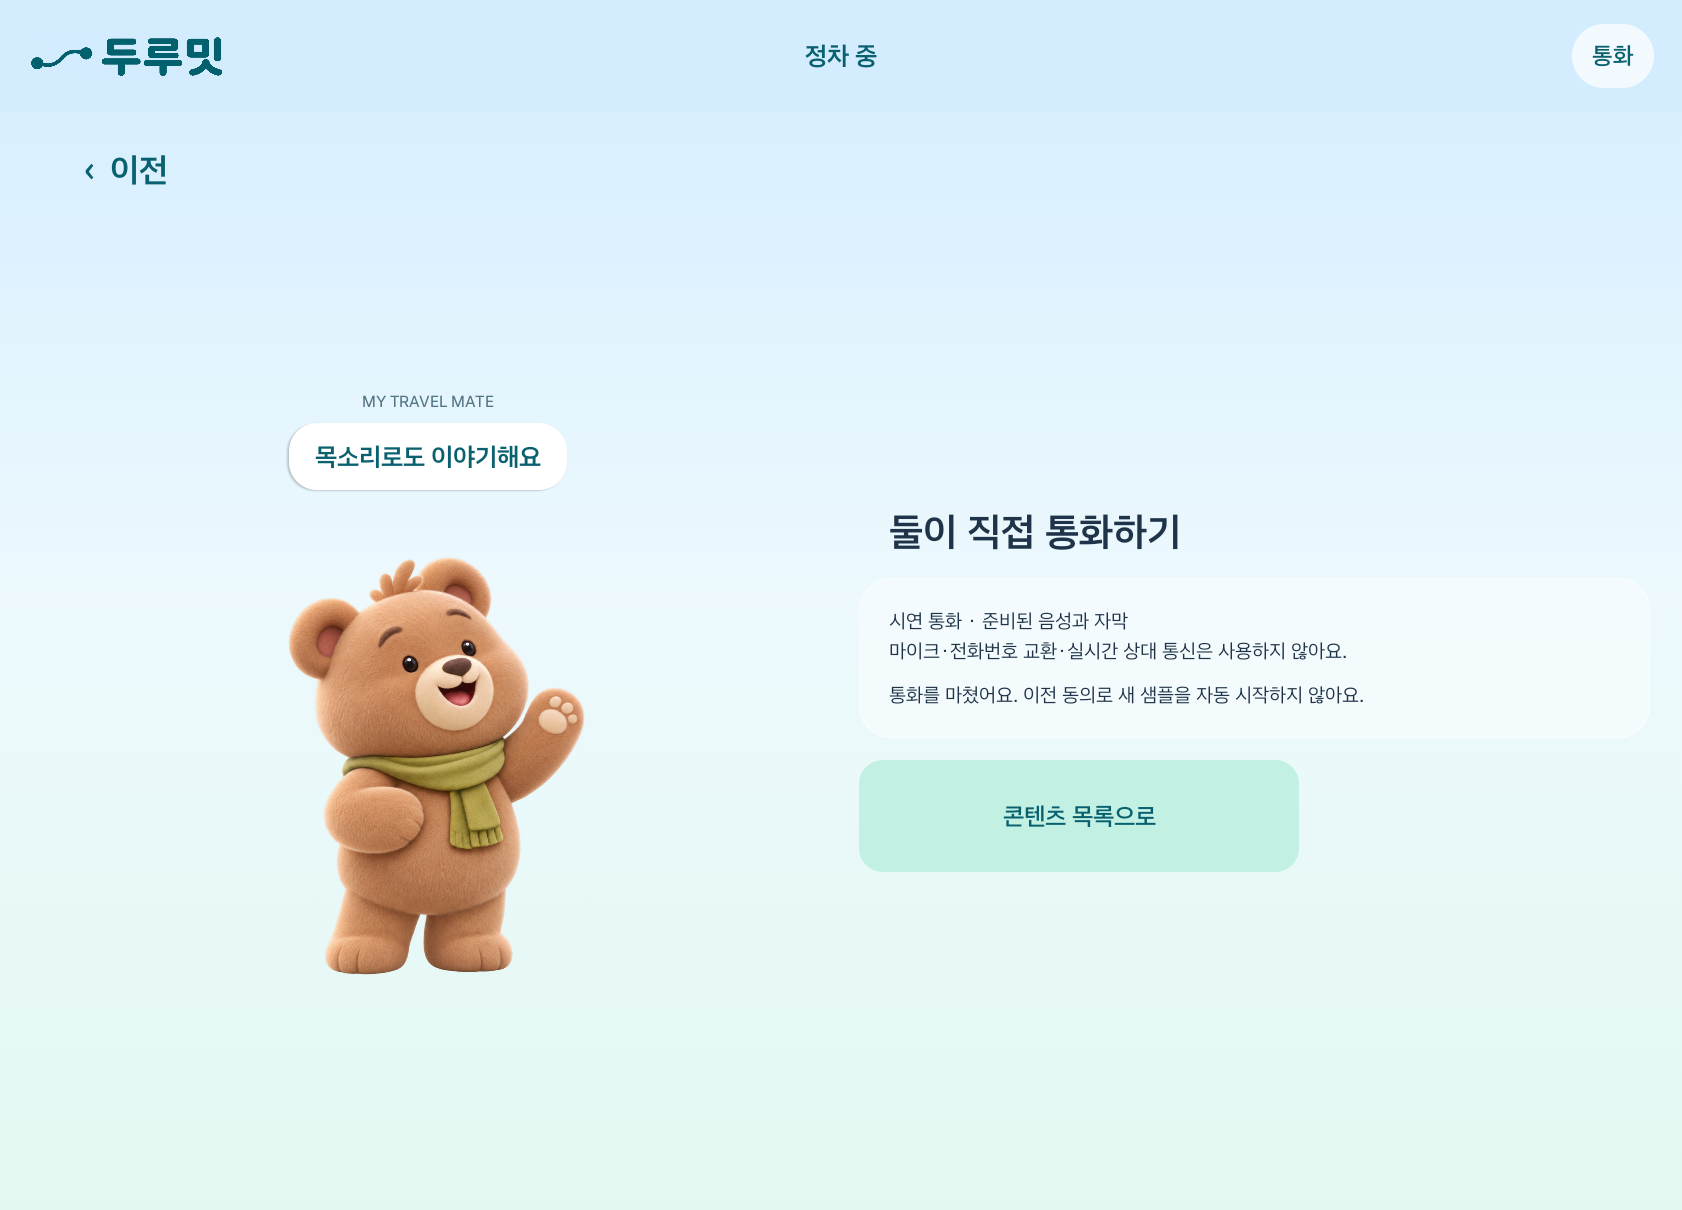 두루밋
정차 중
통화
‹ 이전
MY TRAVEL MATE
목소리로도 이야기해요
둘이 직접 통화하기
시연 통화 · 준비된 음성과 자막
마이크·전화번호 교환·실시간 상대 통신은 사용하지 않아요.
통화를 마쳤어요. 이전 동의로 새 샘플을 자동 시작하지 않아요.
콘텐츠 목록으로